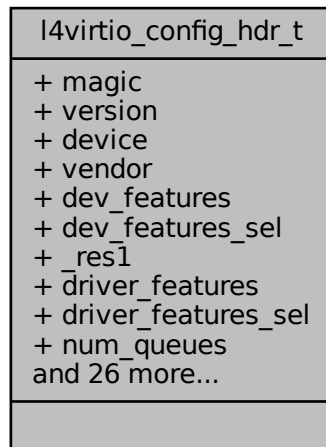 l4virtio_config_hdr_t
+ magic
+ version
+ device
+ vendor
+ dev_features
+ dev_features_sel
+ _res1
+ driver_features
+ driver_features_sel
+ num_queues
and 26 more...